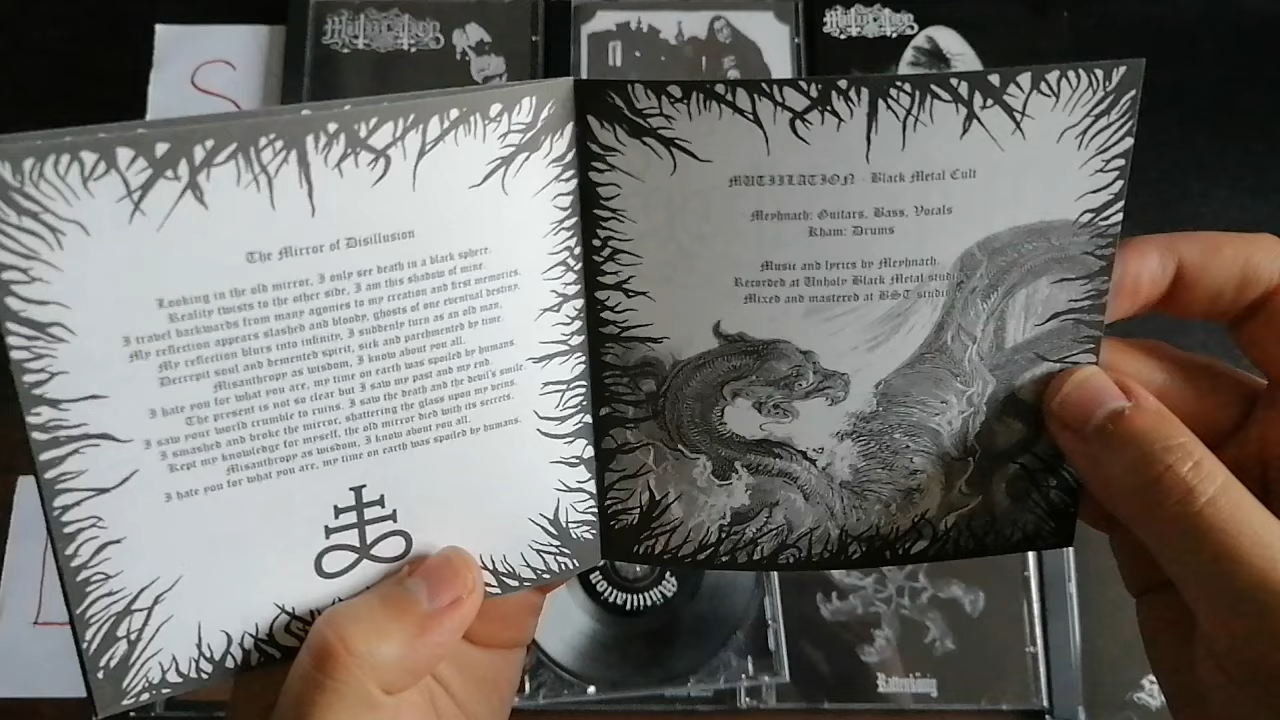 Mütiilation
Mütiilation
S
The Mirror of Disillusion
Looking in the old mirror, I only see death in a black sphere.
Reality twists to the other side, I am this shadow of mine.
I travel backwards from many agonies to my creation and first memories.
My reflection appears slashed and bloody, ghosts of one eventual destiny.
My reflection blurs into infinity, I suddenly turn as an old man,
Decrepit soul and demented spirit, sick and parchmented by time.
Misanthropy as wisdom, I know about you all.
I hate you for what you are, my time on earth was spoiled by humans.
The present is not so clear but I saw my past and my end.
I saw your world crumble to ruins. I saw the death and the devil's smile.
I smashed and broke the mirror, shattering the glass upon my veins.
Kept my knowledge for myself, the old mirror died with its secrets.
Misanthropy as wisdom, I know about you all.
I hate you for what you are, my time on earth was spoiled by humans.
MUTIILATION - Black Metal Cult
Meyhnach: Guitars, Bass, Vocals
Kham: Drums
Music and lyrics by Meyhnach.
Recorded at Unholy Black Metal studio
Mixed and mastered at BST studio
Mütiilation
Rattenkönig